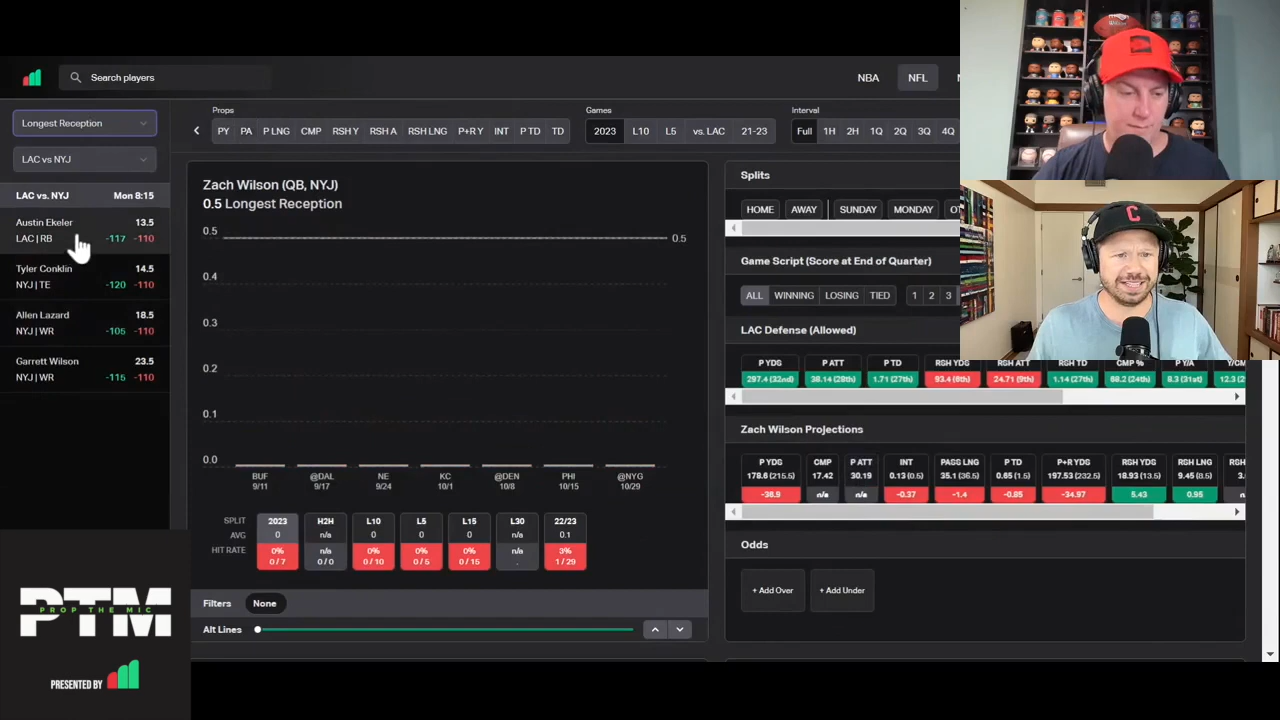 Search players
NBA
NFL
Longest Reception
LAC vs NYJ
LAC vs. NYJ Mon 8:15
Austin Ekeler 13.5
LAC | RB -117 -110
Tyler Conklin 14.5
NYJ | TE -120 -110
Allen Lazard 18.5
NYJ | WR -105 -110
Garrett Wilson 23.5
NYJ | WR -115 -110
Props
PY PA P LNG CMP RSH Y RSH A RSH LNG P+R Y INT P TD TD
Games
2023 L10 L5 vs. LAC 21-23
Interval
Full 1H 2H 1Q 2Q 3Q 4Q
Zach Wilson (QB, NYJ)
0.5 Longest Reception
0.5 0.5
0.4
0.3
0.2
0.1
0.0
BUF @DAL NE KC @DEN PHI @NYG
9/11 9/17 9/24 10/1 10/8 10/15 10/29
SPLIT 2023 H2H L10 L5 L15 L30 22/23
AVG 0 n/a 0 0 0 n/a 0.1
HIT RATE 0% n/a 0% 0% 0% n/a 3%
0/7 0/0 0/10 0/5 0/15 . 1/29
Filters None
Alt Lines
Splits
HOME AWAY SUNDAY MONDAY
Game Script (Score at End of Quarter)
ALL WINNING LOSING TIED 1 2 3
LAC Defense (Allowed)
P YDG P ATT P TD RSH YDG RSH ATT RSH TD CMP % P Y/A Y/CM
297.4 (32nd) 38.14 (28th) 1.71 (27th) 93.4 (6th) 24.71 (9th) 1.14 (27th) 68.2 (24th) 8.3 (31st) 12.3 (2
Zach Wilson Projections
P YDG CMP P ATT INT PASS LNG P TD P+R YDG RSH YDG RSH LNG
178.6 (215.5) 17.42 30.19 0.13 (0.5) 35.1 (36.5) 0.65 (1.5) 197.53 (232.5) 18.93 (13.5) 9.45 (8.5)
-36.9 n/a n/a -0.37 -1.4 -0.85 -34.97 5.43 0.95
Odds
+ Add Over + Add Under
PTM
PROP THE MIC
PRESENTED BY